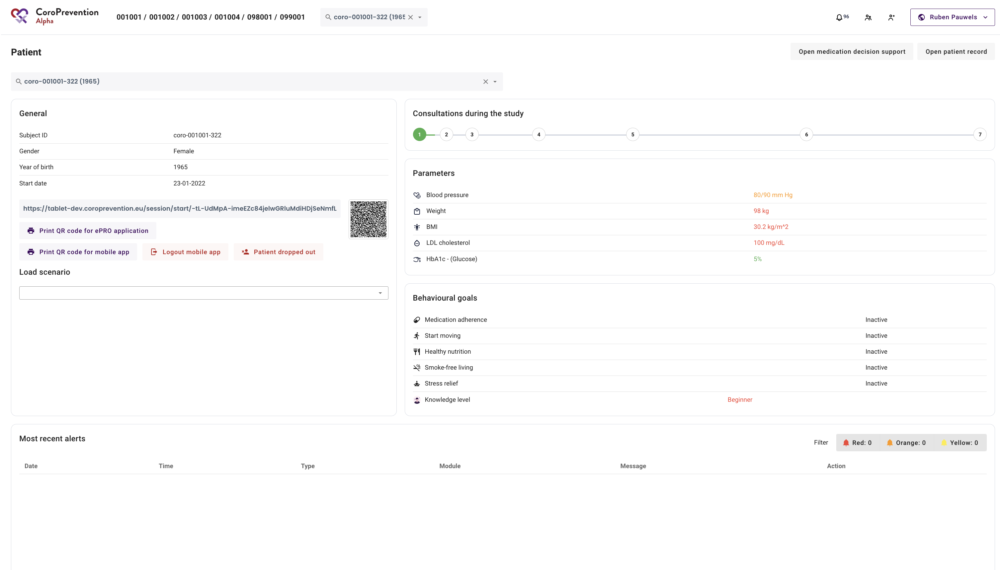 CoroPrevention
Alpha
001001 / 001002 / 001003 / 001004 / 098001 / 099001
coro-001001-322 (1965
96
Ruben Pauwels
Patient
Open medication decision support
Open patient record
coro-001001-322 (1965)
General
Subject ID coro-001001-322
Gender Female
Year of birth 1965
Start date 23-01-2022
https://tablet-dev.coroprevention.eu/session/start/-tL-UdMpA-imeEZc84jelwGRluMdiHDjSeNmfL
Print QR code for ePRO application
Print QR code for mobile app
Logout mobile app
Patient dropped out
Load scenario
Consultations during the study
1 2 3 4 5 6 7
Parameters
Blood pressure 80/90 mm Hg
Weight 98 kg
BMI 30.2 kg/m^2
LDL cholesterol 100 mg/dL
HbA1c - (Glucose) 5%
Behavioural goals
Medication adherence Inactive
Start moving Inactive
Healthy nutrition Inactive
Smoke-free living Inactive
Stress relief Inactive
Knowledge level Beginner
Most recent alerts
Filter Red: 0 Orange: 0 Yellow: 0
Date Time Type Module Message Action